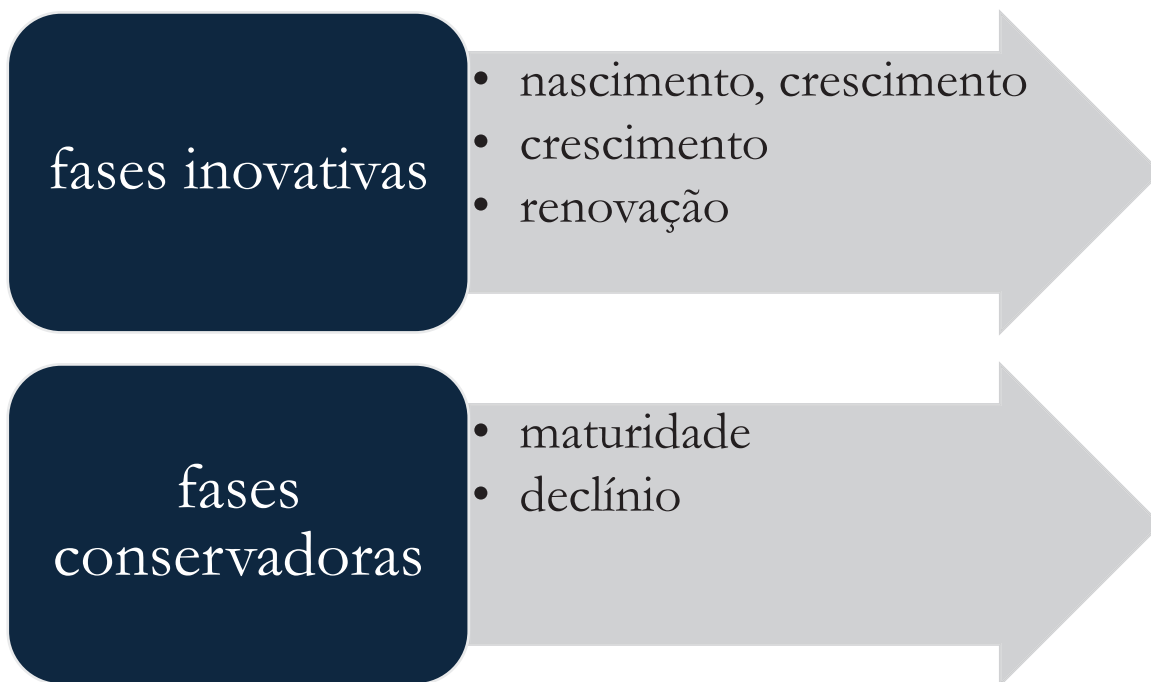 fases inovativas
• nascimento, crescimento
• crescimento
• renovação
fases
conservadoras
• maturidade
• declínio